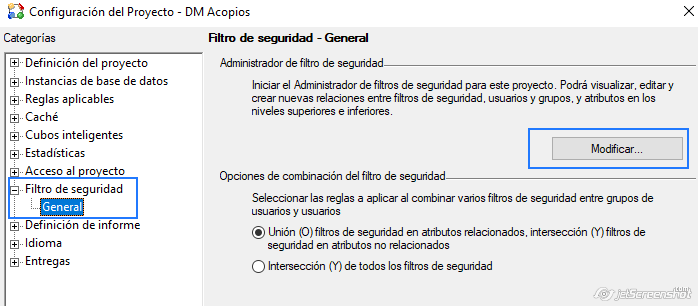 Configuración del Proyecto - DM Acopios
Categorías
Definición del proyecto
Instancias de base de datos
Reglas aplicables
Caché
Cubos inteligentes
Estadísticas
Acceso al proyecto
Filtro de seguridad
General
Definición de informe
Idioma
Entregas
Filtro de seguridad - General
Administrador de filtro de seguridad
Iniciar el Administrador de filtros de seguridad para este proyecto. Podrá visualizar, editar y
crear nuevas relaciones entre filtros de seguridad, usuarios y grupos, y atributos en los
niveles superiores e inferiores.
Modificar...
Opciones de combinación del filtro de seguridad
Seleccionar las reglas a aplicar al combinar varios filtros de seguridad entre grupos de
usuarios y usuarios
Unión (O) filtros de seguridad en atributos relacionados, intersección (Y) filtros de
seguridad en atributos no relacionados
Intersección (Y) de todos los filtros de seguridad
jetScreenshot